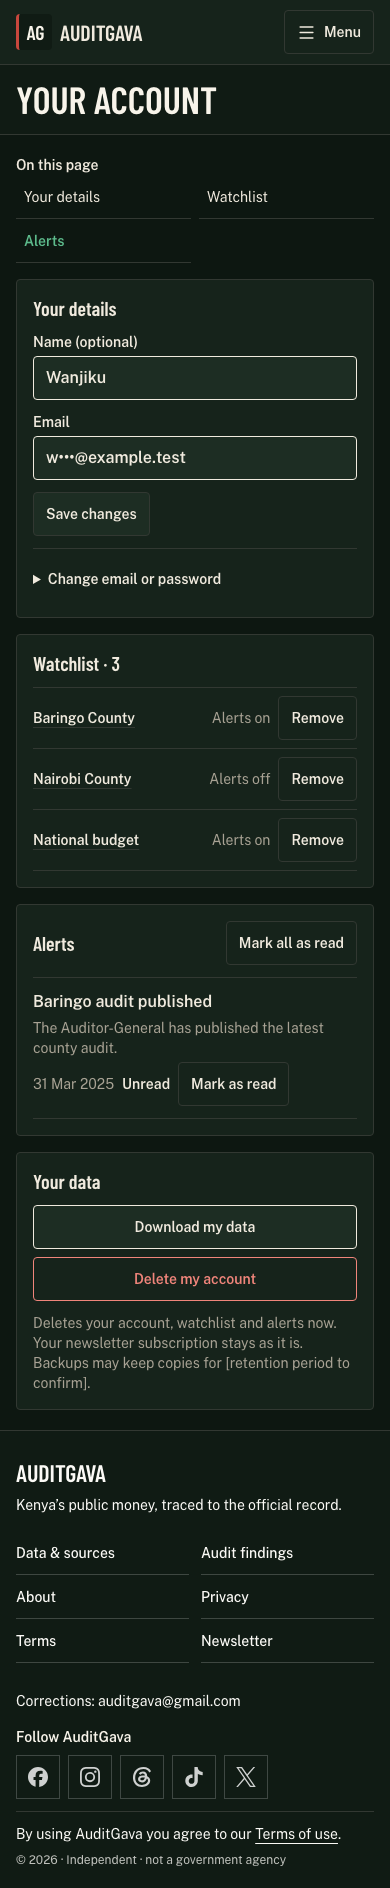 AG AUDITGAVA
Menu
YOUR ACCOUNT
On this page
Your details
Watchlist
Alerts
Your details
Name (optional)
Wanjiku
Email
w•••@example.test
Save changes
Change email or password
Watchlist · 3
Baringo County Alerts on Remove
Nairobi County Alerts off Remove
National budget Alerts on Remove
Alerts Mark all as read
Baringo audit published
The Auditor-General has published the latest
county audit.
31 Mar 2025 Unread Mark as read
Your data
Download my data
Delete my account
Deletes your account, watchlist and alerts now.
Your newsletter subscription stays as it is.
Backups may keep copies for [retention period to
confirm].
AUDITGAVA
Kenya’s public money, traced to the official record.
Data & sources Audit findings
About Privacy
Terms Newsletter
Corrections: auditgava@gmail.com
Follow AuditGava
By using AuditGava you agree to our Terms of use.
© 2026 · Independent · not a government agency